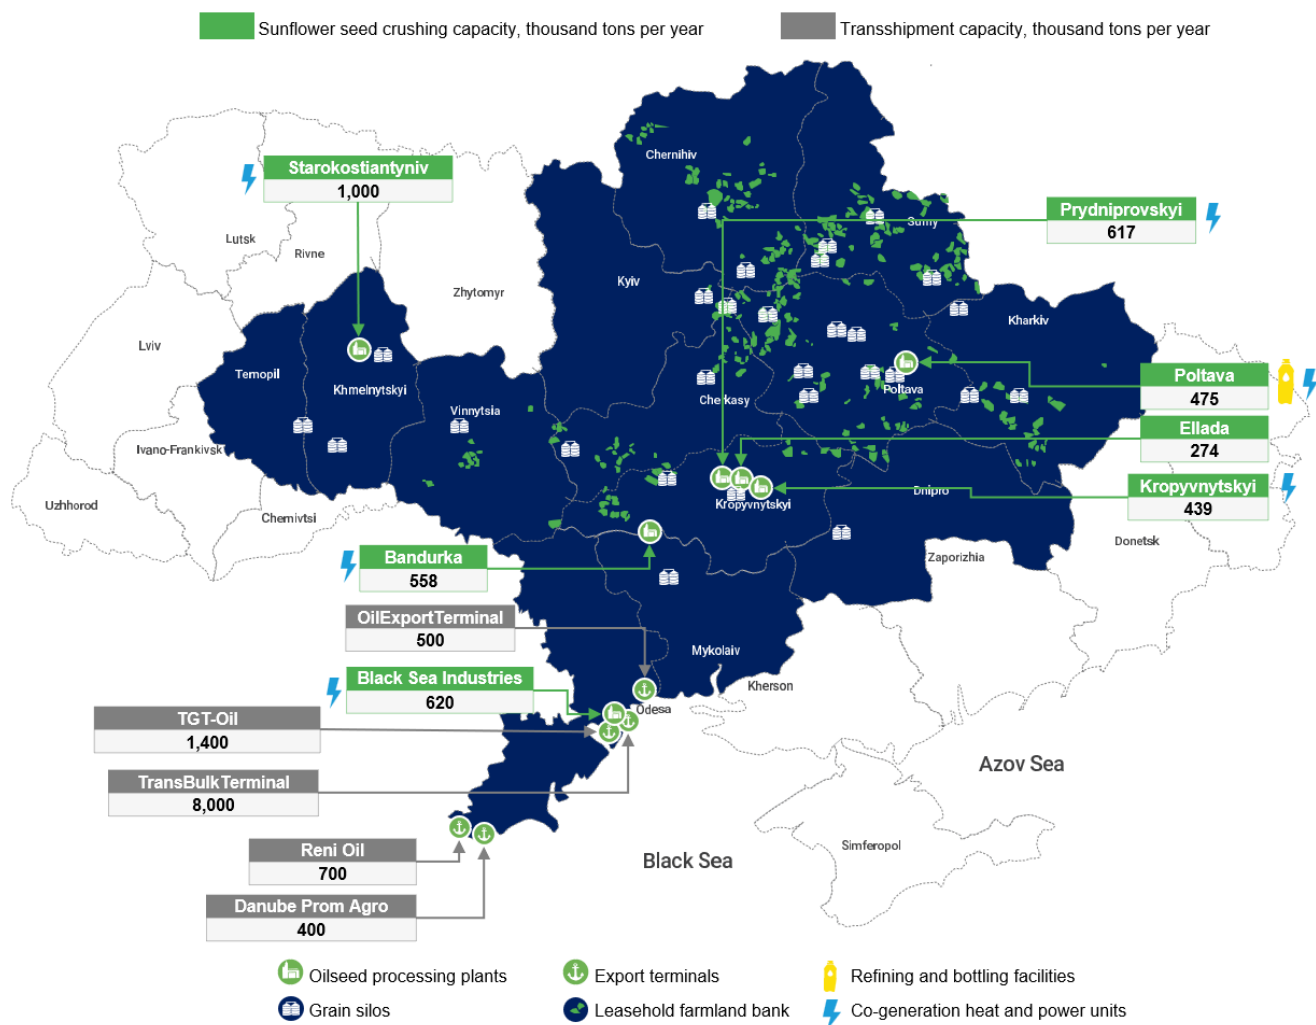 Sunflower seed crushing capacity, thousand tons per year
Transshipment capacity, thousand tons per year
Chernihiv
Starokostiantyniv
1,000
Prydniprovskyi
617
Sumy
Lutsk
Rivne
Kyiv
Zhytomyr
Kharkiv
Lviv
Temopil
Khmelnytskyi
Poltava
475
Poltava
Cherkasy
Vinnytsia
Ellada
274
Ivano-Frankivsk
Kropyvnytskyi
439
Dnipro
Uzhhorod
Kropyvnytskyi
Chemivtsi
Donetsk
Bandurka
558
Zaporizhia
OilExportTerminal
500
Mykolaiv
Black Sea Industries
620
Kherson
Odesa
TGT-Oil
1,400
Azov Sea
TransBulkTerminal
8,000
Reni Oil
700
Black Sea
Simferopol
Danube Prom Agro
400
Oilseed processing plants
Export terminals
Refining and bottling facilities
Grain silos
Leasehold farmland bank
Co-generation heat and power units